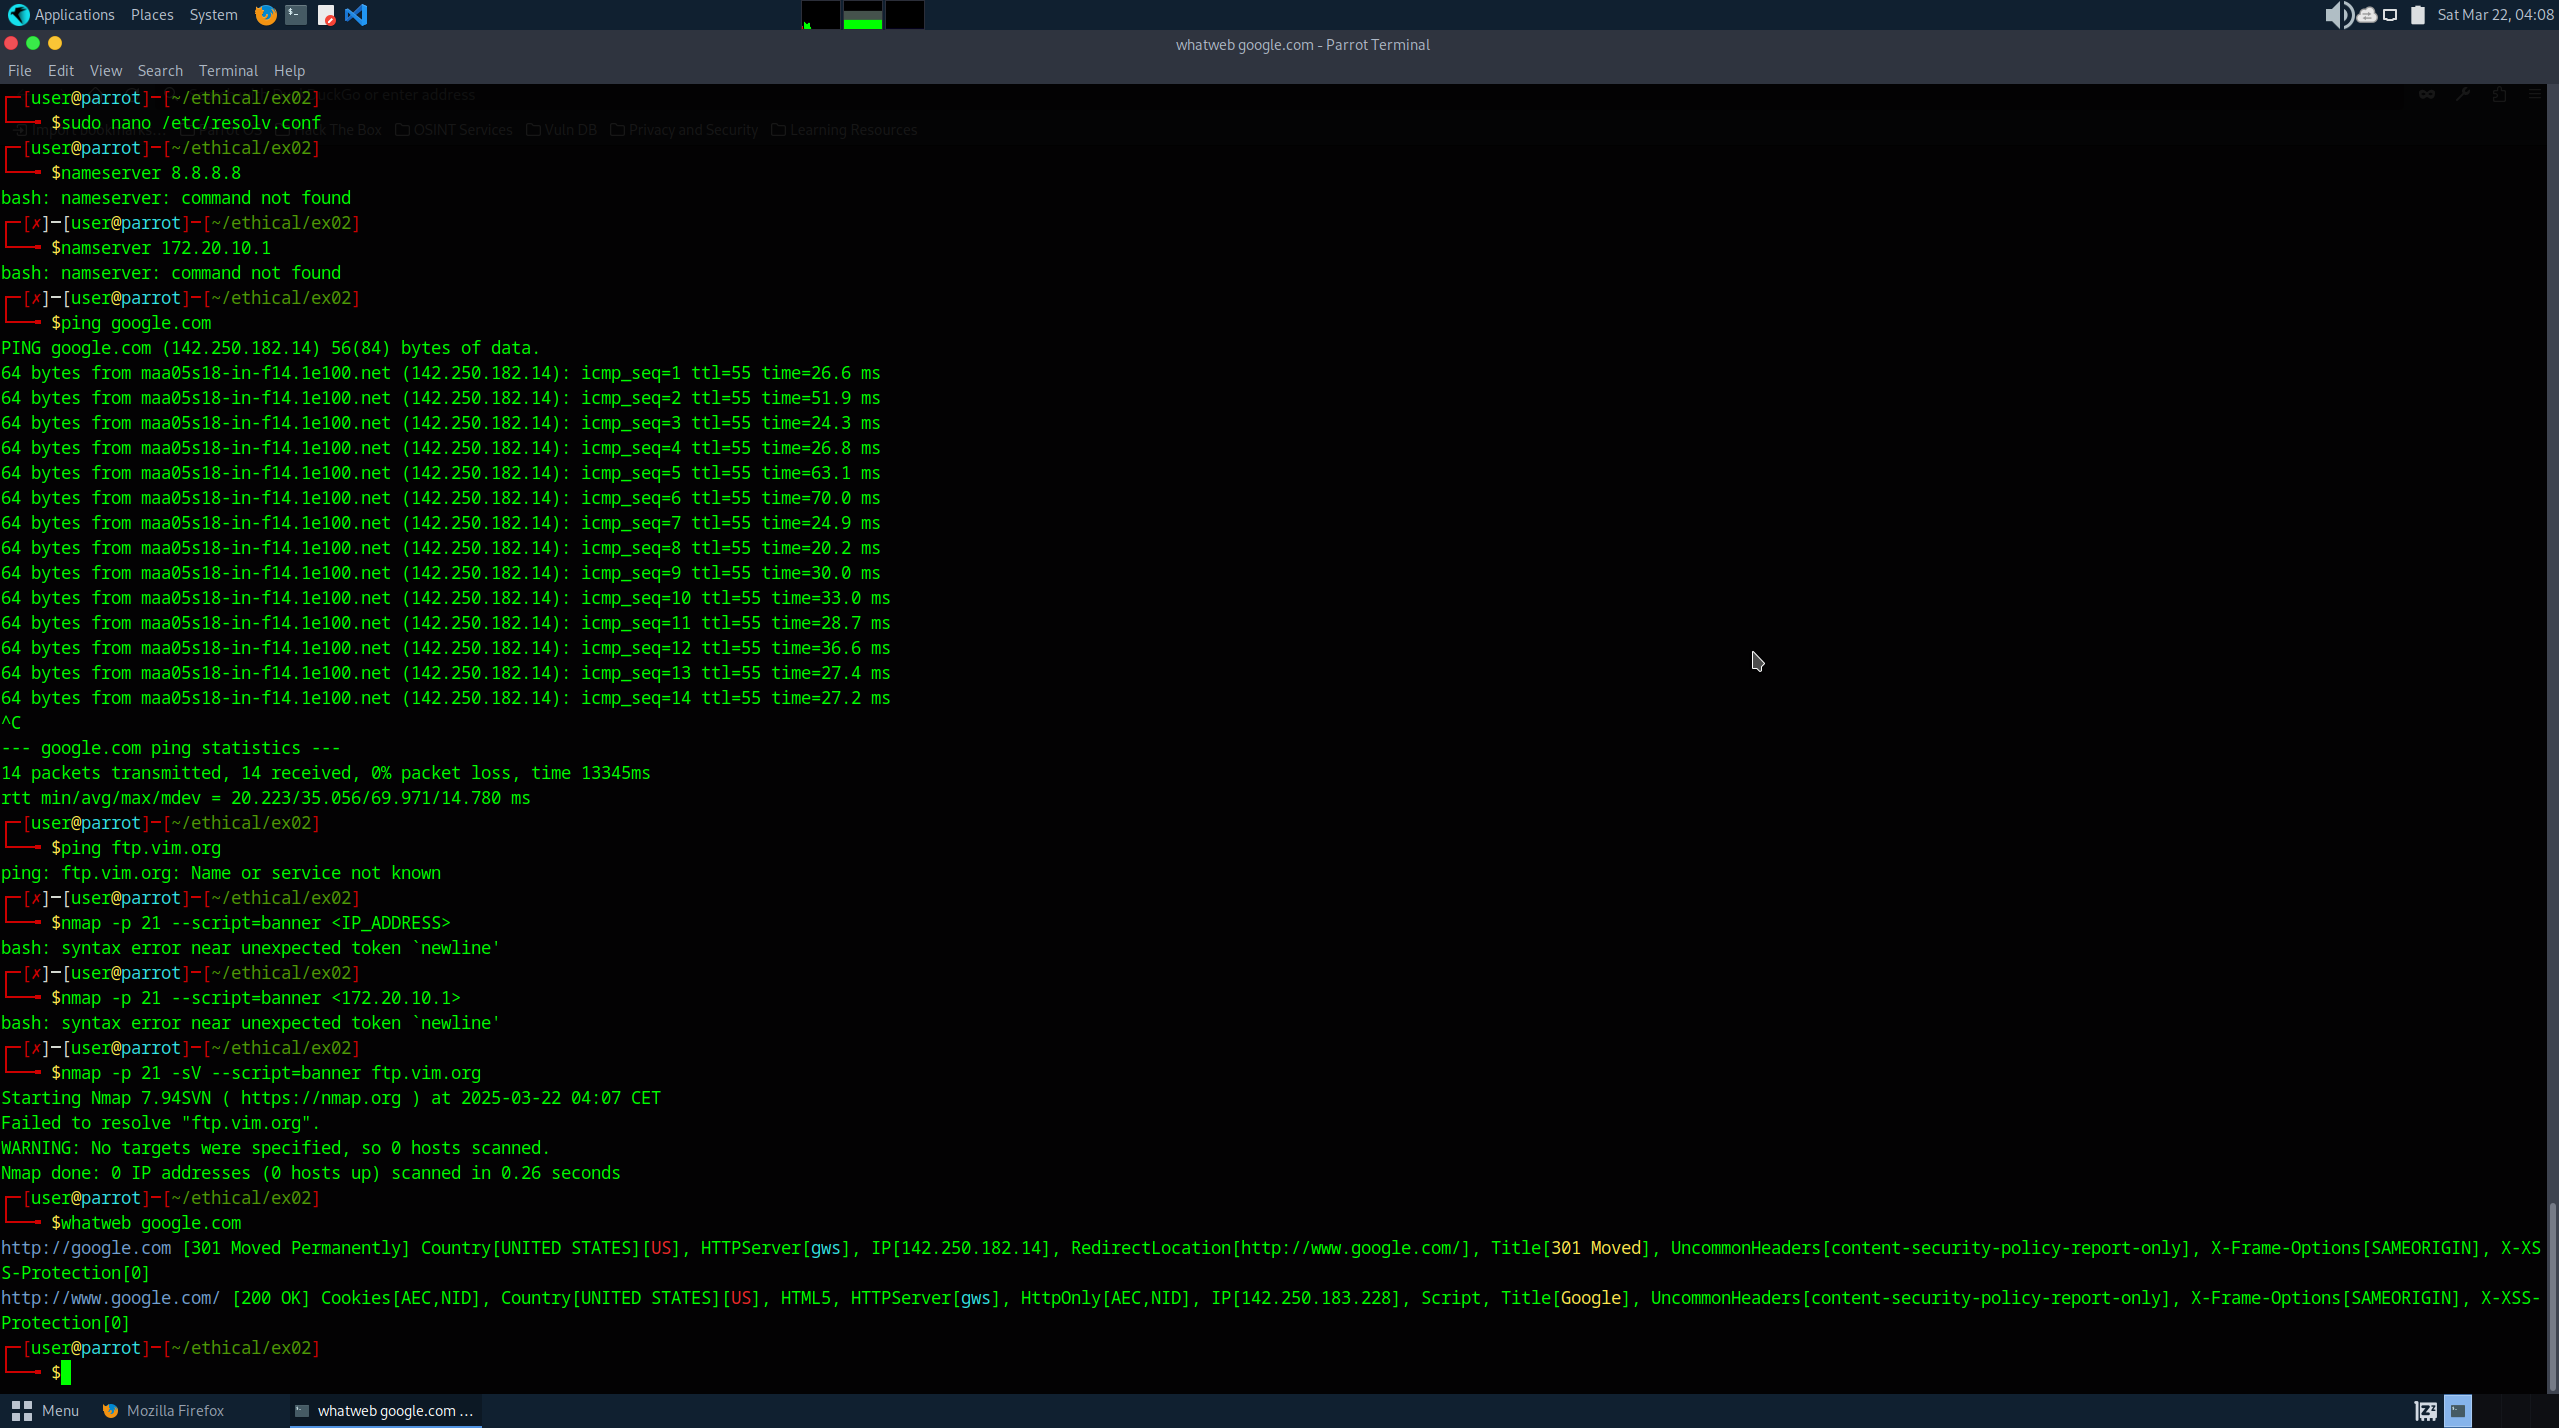 Applications Places System Sat Mar 22, 04:08
whatweb google.com - Parrot Terminal
File Edit View Search Terminal Help
┌─[user@parrot]─[~/ethical/ex02]
└──╼ $sudo nano /etc/resolv.conf
┌─[user@parrot]─[~/ethical/ex02]
└──╼ $nameserver 8.8.8.8
bash: nameserver: command not found
┌─[✗]─[user@parrot]─[~/ethical/ex02]
└──╼ $namserver 172.20.10.1
bash: namserver: command not found
┌─[✗]─[user@parrot]─[~/ethical/ex02]
└──╼ $ping google.com
PING google.com (142.250.182.14) 56(84) bytes of data.
64 bytes from maa05s18-in-f14.1e100.net (142.250.182.14): icmp_seq=1 ttl=55 time=26.6 ms
64 bytes from maa05s18-in-f14.1e100.net (142.250.182.14): icmp_seq=2 ttl=55 time=51.9 ms
64 bytes from maa05s18-in-f14.1e100.net (142.250.182.14): icmp_seq=3 ttl=55 time=24.3 ms
64 bytes from maa05s18-in-f14.1e100.net (142.250.182.14): icmp_seq=4 ttl=55 time=26.8 ms
64 bytes from maa05s18-in-f14.1e100.net (142.250.182.14): icmp_seq=5 ttl=55 time=63.1 ms
64 bytes from maa05s18-in-f14.1e100.net (142.250.182.14): icmp_seq=6 ttl=55 time=70.0 ms
64 bytes from maa05s18-in-f14.1e100.net (142.250.182.14): icmp_seq=7 ttl=55 time=24.9 ms
64 bytes from maa05s18-in-f14.1e100.net (142.250.182.14): icmp_seq=8 ttl=55 time=20.2 ms
64 bytes from maa05s18-in-f14.1e100.net (142.250.182.14): icmp_seq=9 ttl=55 time=30.0 ms
64 bytes from maa05s18-in-f14.1e100.net (142.250.182.14): icmp_seq=10 ttl=55 time=33.0 ms
64 bytes from maa05s18-in-f14.1e100.net (142.250.182.14): icmp_seq=11 ttl=55 time=28.7 ms
64 bytes from maa05s18-in-f14.1e100.net (142.250.182.14): icmp_seq=12 ttl=55 time=36.6 ms
64 bytes from maa05s18-in-f14.1e100.net (142.250.182.14): icmp_seq=13 ttl=55 time=27.4 ms
64 bytes from maa05s18-in-f14.1e100.net (142.250.182.14): icmp_seq=14 ttl=55 time=27.2 ms
^C
--- google.com ping statistics ---
14 packets transmitted, 14 received, 0% packet loss, time 13345ms
rtt min/avg/max/mdev = 20.223/35.056/69.971/14.780 ms
┌─[user@parrot]─[~/ethical/ex02]
└──╼ $ping ftp.vim.org
ping: ftp.vim.org: Name or service not known
┌─[✗]─[user@parrot]─[~/ethical/ex02]
└──╼ $nmap -p 21 --script=banner <IP_ADDRESS>
bash: syntax error near unexpected token `newline'
┌─[✗]─[user@parrot]─[~/ethical/ex02]
└──╼ $nmap -p 21 --script=banner <172.20.10.1>
bash: syntax error near unexpected token `newline'
┌─[✗]─[user@parrot]─[~/ethical/ex02]
└──╼ $nmap -p 21 -sV --script=banner ftp.vim.org
Starting Nmap 7.94SVN ( https://nmap.org ) at 2025-03-22 04:07 CET
Failed to resolve "ftp.vim.org".
WARNING: No targets were specified, so 0 hosts scanned.
Nmap done: 0 IP addresses (0 hosts up) scanned in 0.26 seconds
┌─[user@parrot]─[~/ethical/ex02]
└──╼ $whatweb google.com
http://google.com [301 Moved Permanently] Country[UNITED STATES][US], HTTPServer[gws], IP[142.250.182.14], RedirectLocation[http://www.google.com/], Title[301 Moved], UncommonHeaders[content-security-policy-report-only], X-Frame-Options[SAMEORIGIN], X-XS
S-Protection[0]
http://www.google.com/ [200 OK] Cookies[AEC,NID], Country[UNITED STATES][US], HTML5, HTTPServer[gws], HttpOnly[AEC,NID], IP[142.250.183.228], Script, Title[Google], UncommonHeaders[content-security-policy-report-only], X-Frame-Options[SAMEORIGIN], X-XSS-
Protection[0]
┌─[user@parrot]─[~/ethical/ex02]
└──╼ $
Menu Mozilla Firefox whatweb google.com ...